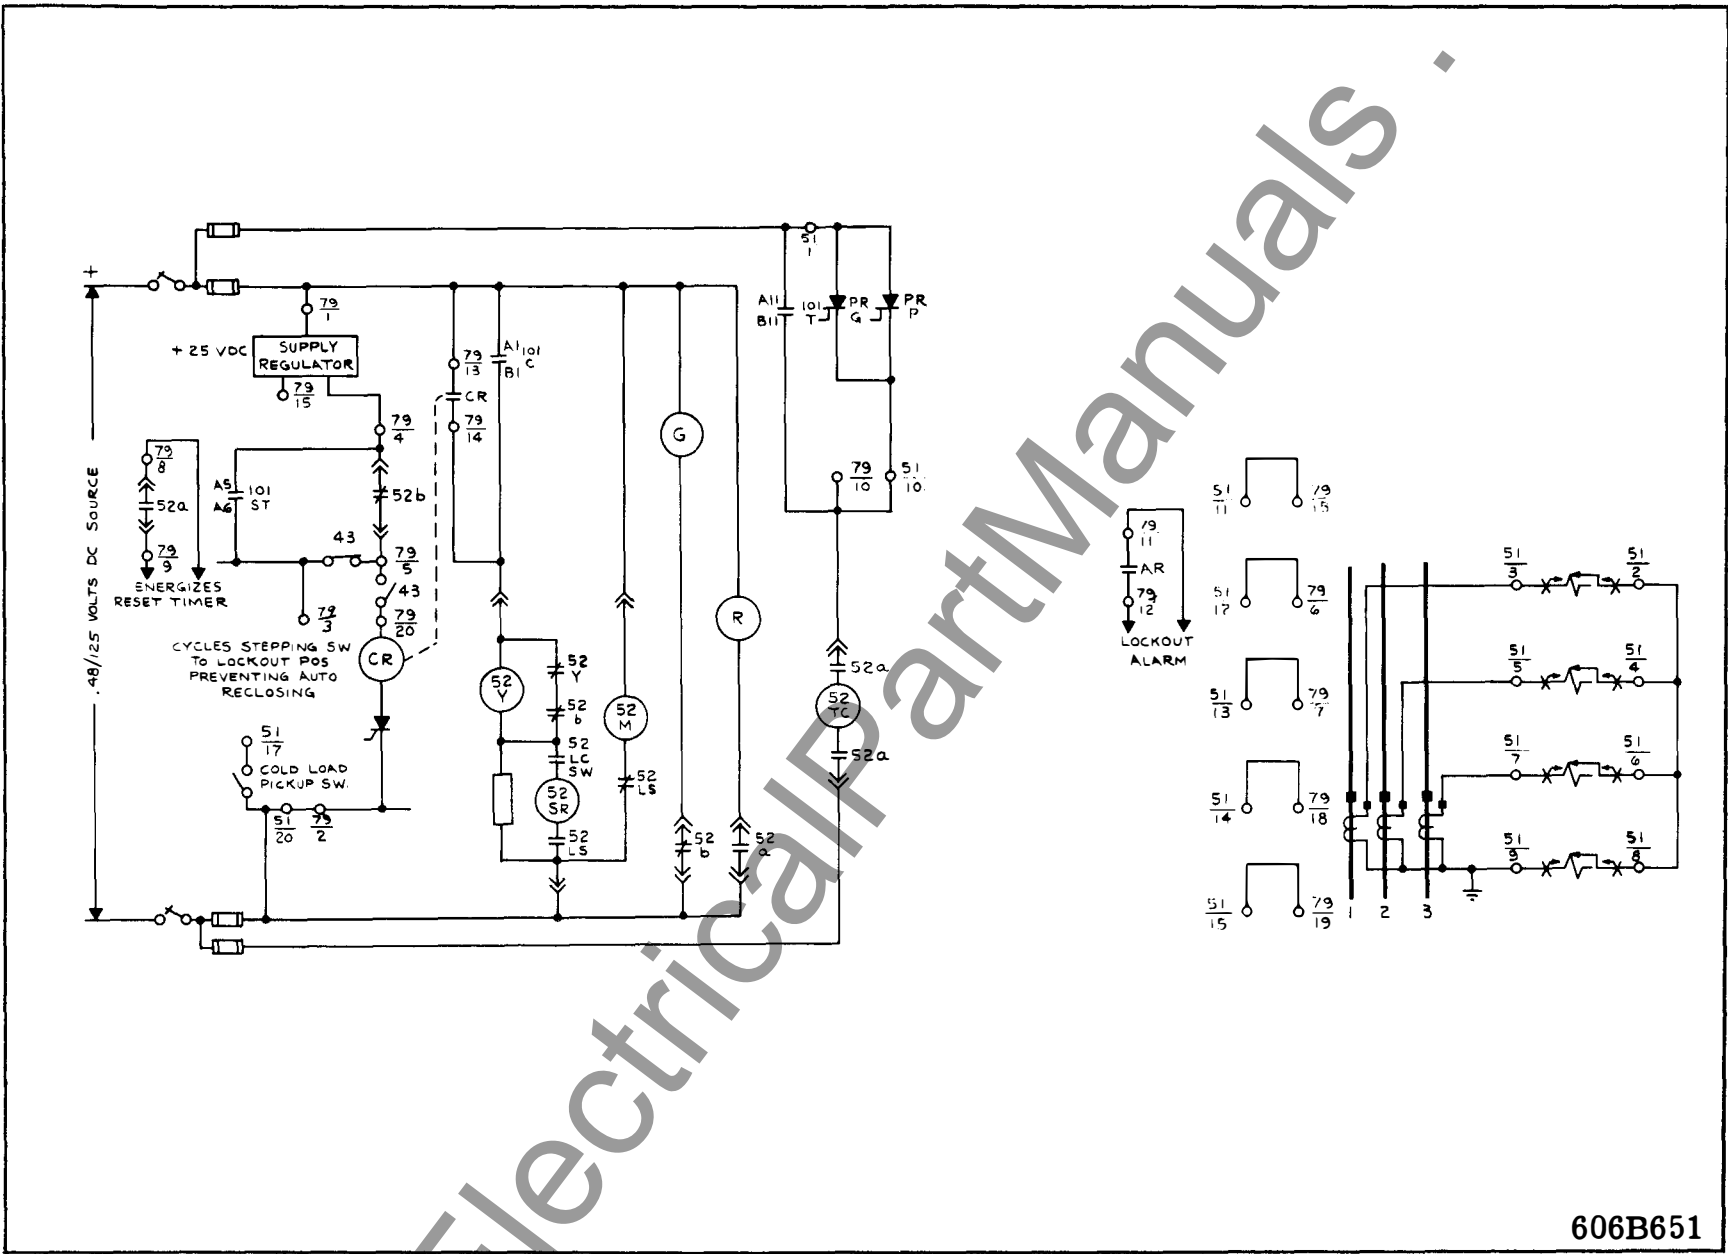 +
.48/125 VOLTS DC SOURCE
79
1
+ 25 VDC
SUPPLY
REGULATOR
79
15
79
4
79
8
52a
79
9
ENERGIZES
RESET TIMER
A5
A6
101
ST
52b
43
79
5
43
79
3
79
20
CYCLES STEPPING SW
TO LOCKOUT POS
PREVENTING AUTO
RECLOSING
CR
51
17
COLD LOAD
PICKUP SW.
51
20
79
2
79
13
CR
79
14
A1
B1
101
C
52
Y
52
Y
52
b
52
LC
SW
52
SR
52
LS
52
M
52
LS
G
52
b
R
52
a
51
1
A11
B11
101
T
PR
G
PR
P
79
10
51
10
52a
52
TC
52a
79
11
AR
79
12
LOCKOUT
ALARM
51
11
79
15
51
17
79
6
51
13
79
7
51
14
79
18
51
15
79
19
1
2
3
51
3
51
2
51
5
51
4
51
7
51
6
51
9
51
8
ElectricalPartManuals .
606B651